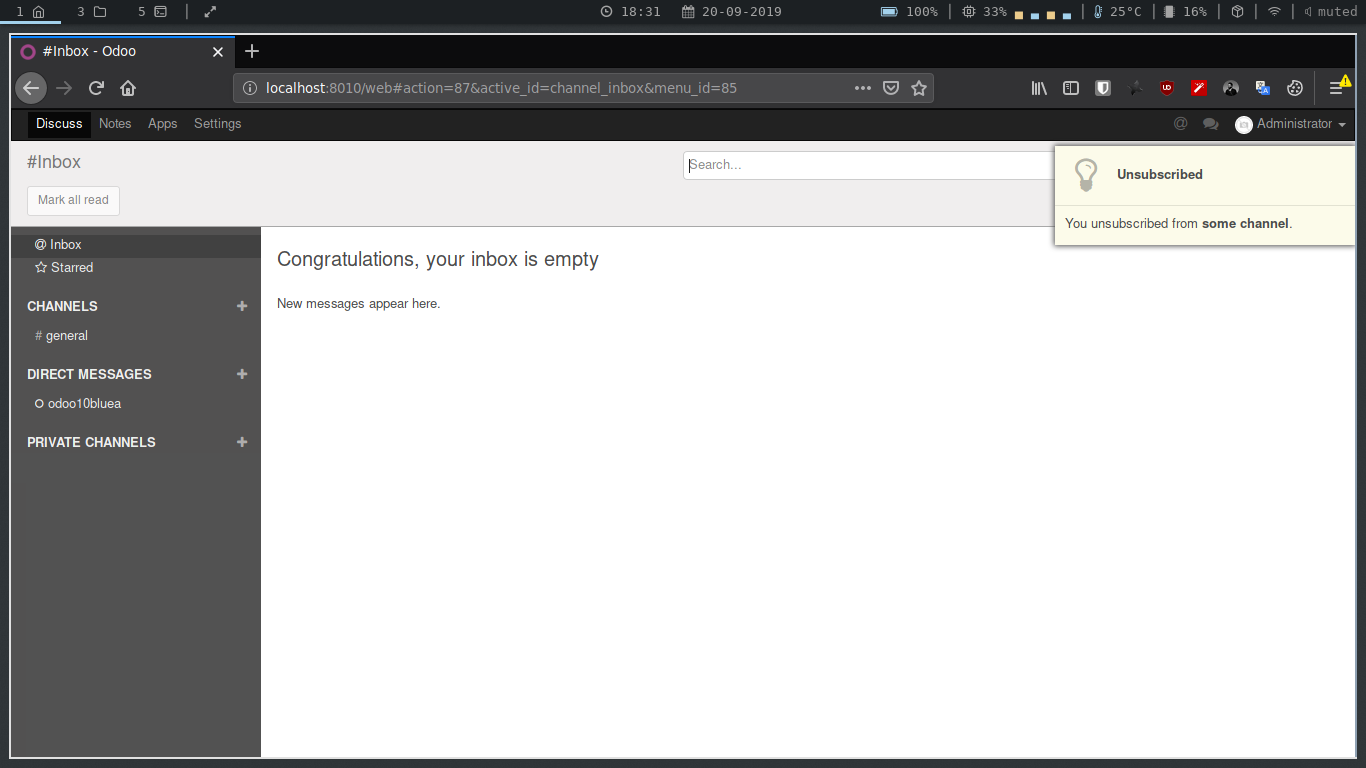 1 3 5 18:31 20-09-2019 100% 33% 25°C 16% muted
#Inbox - Odoo
localhost:8010/web#action=87&active_id=channel_inbox&menu_id=85
Discuss Notes Apps Settings @ Administrator
#Inbox
Search...
Unsubscribed
Mark all read
You unsubscribed from some channel.
@ Inbox
Starred
Congratulations, your inbox is empty
New messages appear here.
CHANNELS +
# general
DIRECT MESSAGES +
odoo10bluea
PRIVATE CHANNELS +